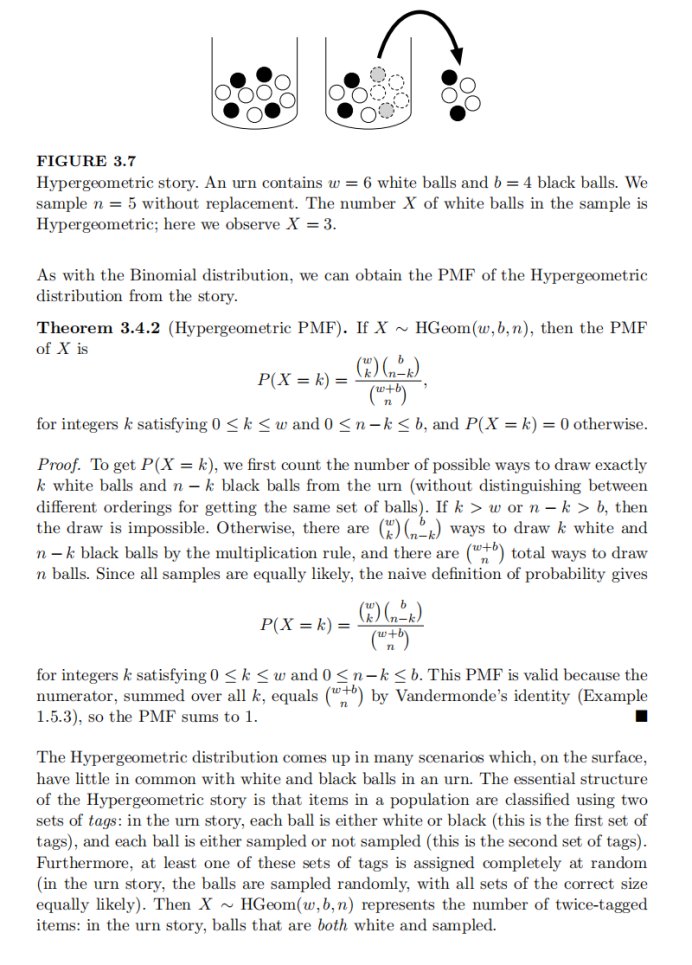 FIGURE 3.7
Hypergeometric story. An urn contains w = 6 white balls and b = 4 black balls. We
sample n = 5 without replacement. The number X of white balls in the sample is
Hypergeometric; here we observe X = 3.
As with the Binomial distribution, we can obtain the PMF of the Hypergeometric
distribution from the story.
Theorem 3.4.2 (Hypergeometric PMF). If X ∼ HGeom(w, b, n), then the PMF
of X is
P(X = k) = \frac{\binom{w}{k}\binom{b}{n-k}}{\binom{w+b}{n}},
for integers k satisfying 0 ≤ k ≤ w and 0 ≤ n − k ≤ b, and P(X = k) = 0 otherwise.
Proof. To get P(X = k), we first count the number of possible ways to draw exactly
k white balls and n − k black balls from the urn (without distinguishing between
different orderings for getting the same set of balls). If k > w or n − k > b, then
the draw is impossible. Otherwise, there are \binom{w}{k}\binom{b}{n-k} ways to draw k white and
n − k black balls by the multiplication rule, and there are \binom{w+b}{n} total ways to draw
n balls. Since all samples are equally likely, the naive definition of probability gives
P(X = k) = \frac{\binom{w}{k}\binom{b}{n-k}}{\binom{w+b}{n}}
for integers k satisfying 0 ≤ k ≤ w and 0 ≤ n − k ≤ b. This PMF is valid because the
numerator, summed over all k, equals \binom{w+b}{n} by Vandermonde's identity (Example
1.5.3), so the PMF sums to 1. ■
The Hypergeometric distribution comes up in many scenarios which, on the surface,
have little in common with white and black balls in an urn. The essential structure
of the Hypergeometric story is that items in a population are classified using two
sets of tags: in the urn story, each ball is either white or black (this is the first set of
tags), and each ball is either sampled or not sampled (this is the second set of tags).
Furthermore, at least one of these sets of tags is assigned completely at random
(in the urn story, the balls are sampled randomly, with all sets of the correct size
equally likely). Then X ∼ HGeom(w, b, n) represents the number of twice-tagged
items: in the urn story, balls that are both white and sampled.